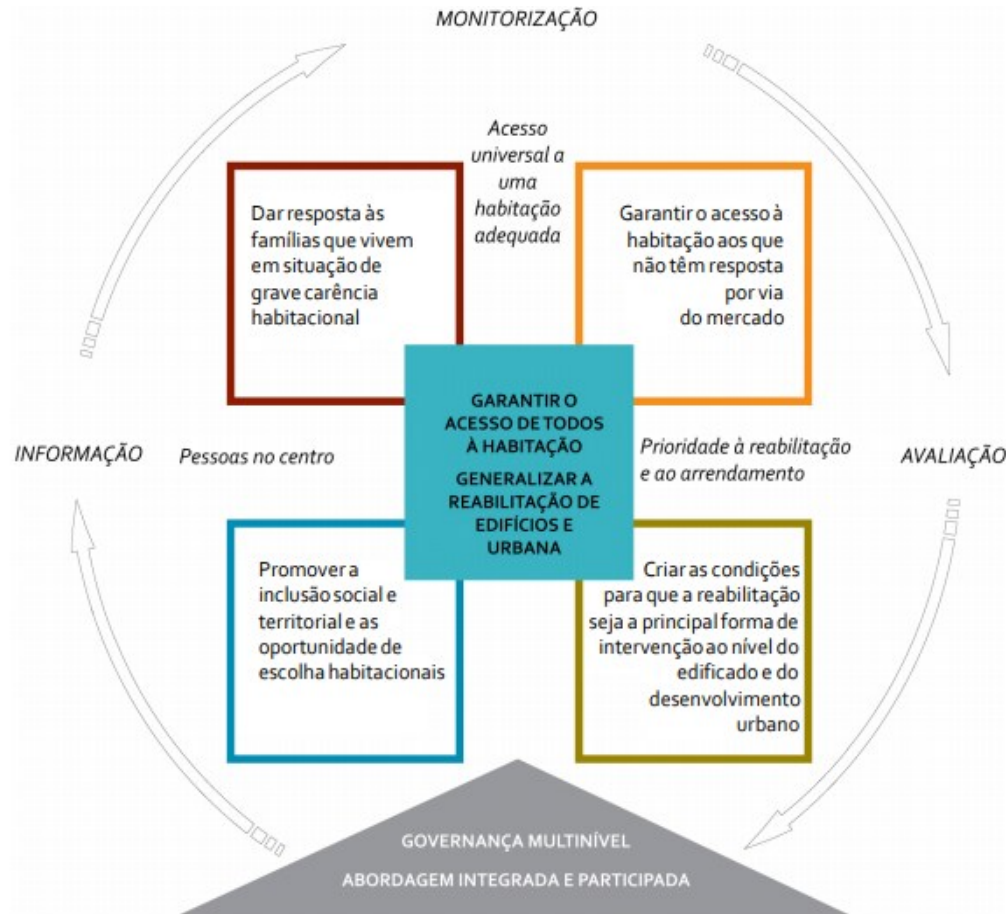 MONITORIZAÇÃO
Acesso
universal a
uma
habitação
adequada
Dar resposta às
famílias que vivem
em situação de
grave carência
habitacional
Garantir o acesso à
habitação aos que
não têm resposta
por via
do mercado
GARANTIR O
ACESSO DE TODOS
À HABITAÇÃO
GENERALIZAR A
REABILITAÇÃO DE
EDIFÍCIOS E
URBANA
INFORMAÇÃO
Pessoas no centro
Prioridade à reabilitação
e ao arrendamento
AVALIAÇÃO
Promover a
inclusão social e
territorial e as
oportunidade de
escolha habitacionais
Criar as condições
para que a reabilitação
seja a principal forma de
intervenção ao nível do
edificado e do
desenvolvimento
urbano
GOVERNANÇA MULTINÍVEL
ABORDAGEM INTEGRADA E PARTICIPADA